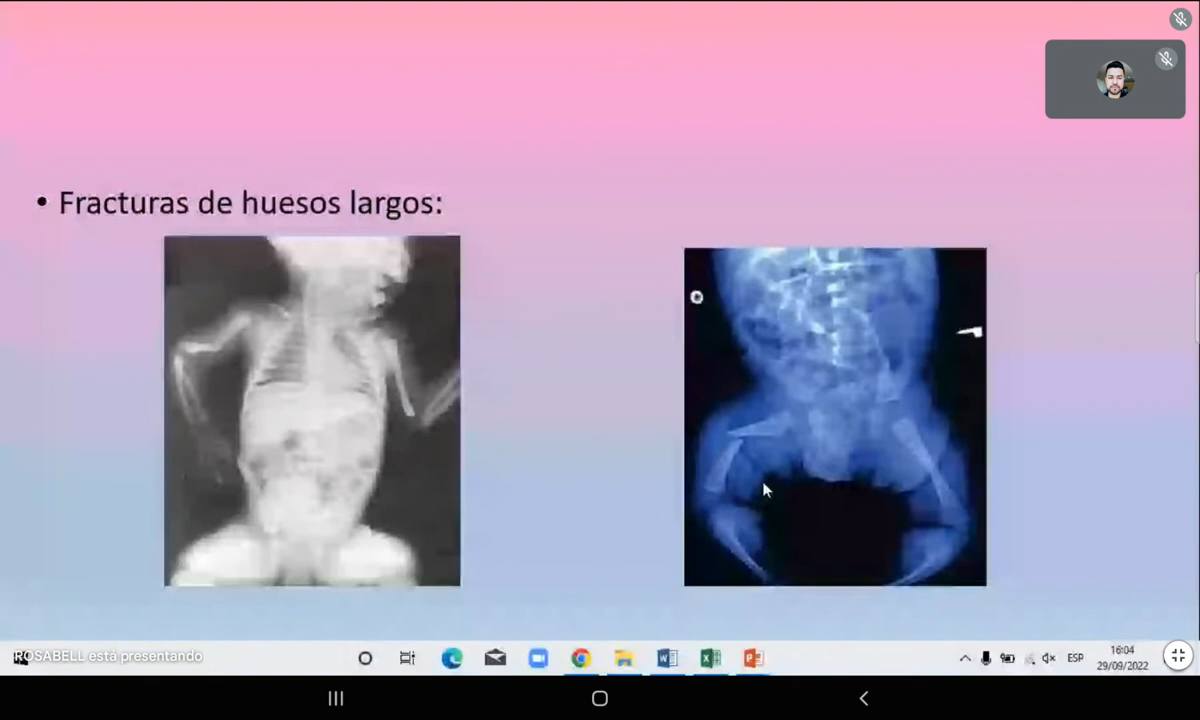 • Fracturas de huesos largos:
ROSABELL está presentando
ESP
16:04
29/09/2022